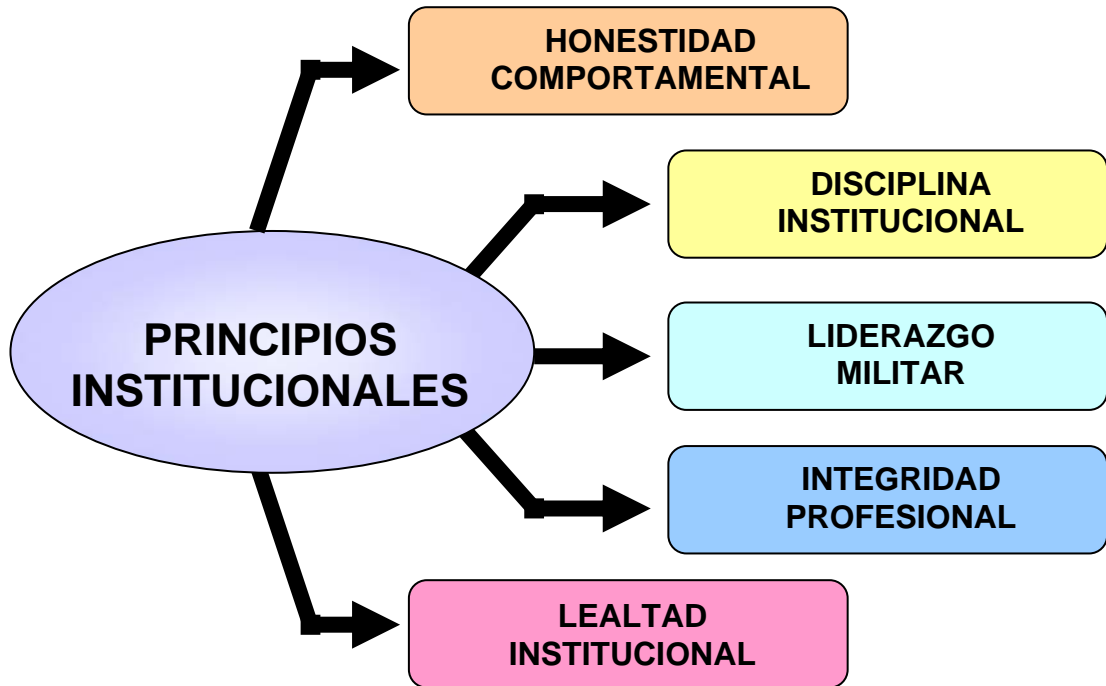 HONESTIDAD
COMPORTAMENTAL
DISCIPLINA
INSTITUCIONAL
PRINCIPIOS
INSTITUCIONALES
LIDERAZGO
MILITAR
INTEGRIDAD
PROFESIONAL
LEALTAD
INSTITUCIONAL